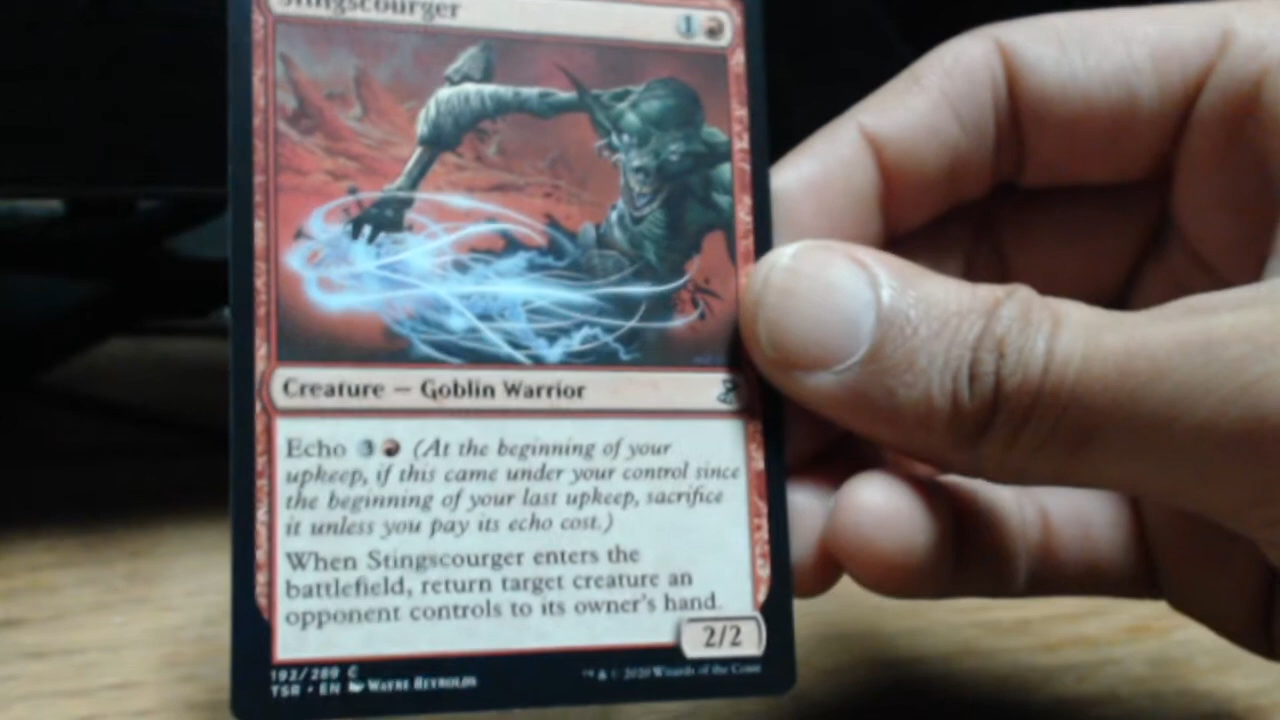 Stingscourger 1
Creature — Goblin Warrior
Echo 3 (At the beginning of your
upkeep, if this came under your control since
the beginning of your last upkeep, sacrifice
it unless you pay its echo cost.)
When Stingscourger enters the
battlefield, return target creature an
opponent controls to its owner's hand.
2/2
192/289 C
TSR • EN Wayne Reynolds
™ & © 2020 Wizards of the Coast